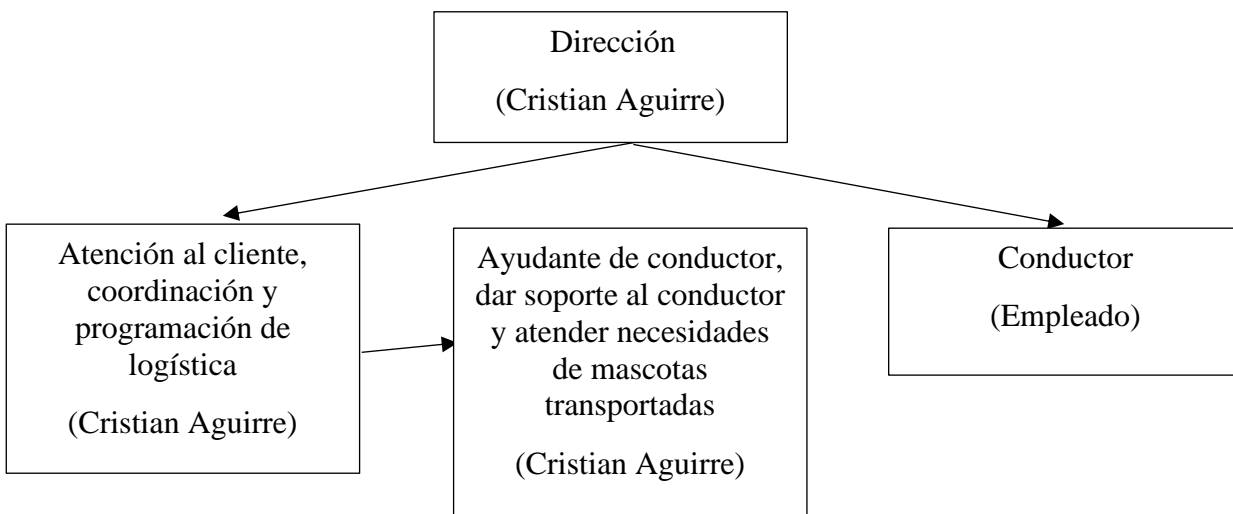 Dirección
(Cristian Aguirre)
Atención al cliente,
coordinación y
programación de
logística
(Cristian Aguirre)
Ayudante de conductor,
dar soporte al conductor
y atender necesidades
de mascotas
transportadas
(Cristian Aguirre)
Conductor
(Empleado)